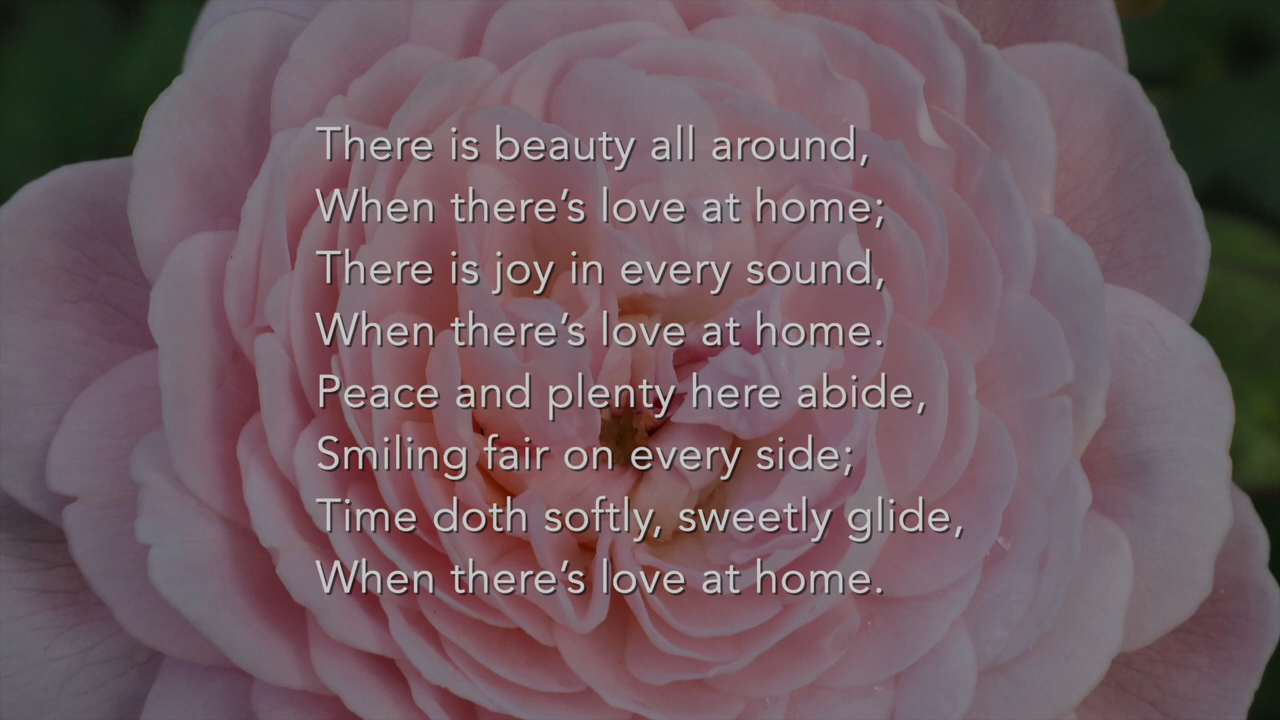 There is beauty all around,
When there’s love at home;
There is joy in every sound,
When there’s love at home.
Peace and plenty here abide,
Smiling fair on every side;
Time doth softly, sweetly glide,
When there’s love at home.